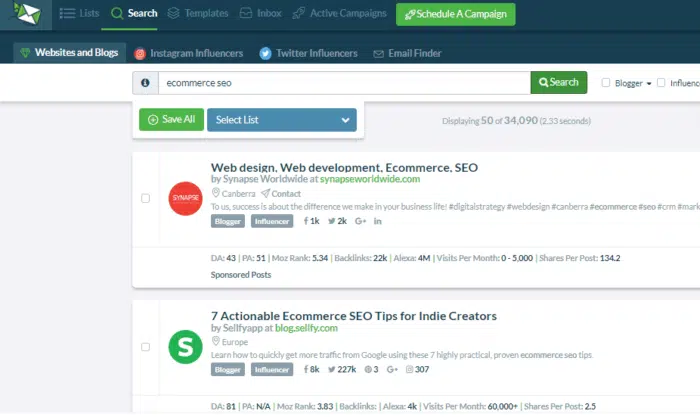 Lists Search Templates Inbox Active Campaigns Schedule A Campaign
Websites and Blogs Instagram Influencers Twitter Influencers Email Finder
ecommerce seo Search Blogger Influenc
Save All Select List Displaying 50 of 34,090 (2.33 seconds)
Web design, Web development, Ecommerce, SEO
by Synapse Worldwide at synapseworldwide.com
Canberra Contact
SYNAPSE
To us, success is about the difference we make in your business life! #digitalstrategy #webdesign #canberra #ecommerce #seo #crm #mark
Blogger Influencer 1k 2k G+ in
DA: 43 | PA: 51 | Moz Rank: 5.34 | Backlinks: 22k | Alexa: 4M | Visits Per Month: 0 - 5,000 | Shares Per Post: 134.2
Sponsored Posts
7 Actionable Ecommerce SEO Tips for Indie Creators
by Sellfyapp at blog.sellfy.com
S
Europe
Learn how to quickly get more traffic from Google using these 7 highly practical, proven ecommerce seo tips.
Blogger Influencer 8k 227k 3 G+ 307
DA: 81 | PA: N/A | Moz Rank: 3.83 | Backlinks: | Alexa: 4k | Visits Per Month: 60,000+ | Shares Per Post: 2.5